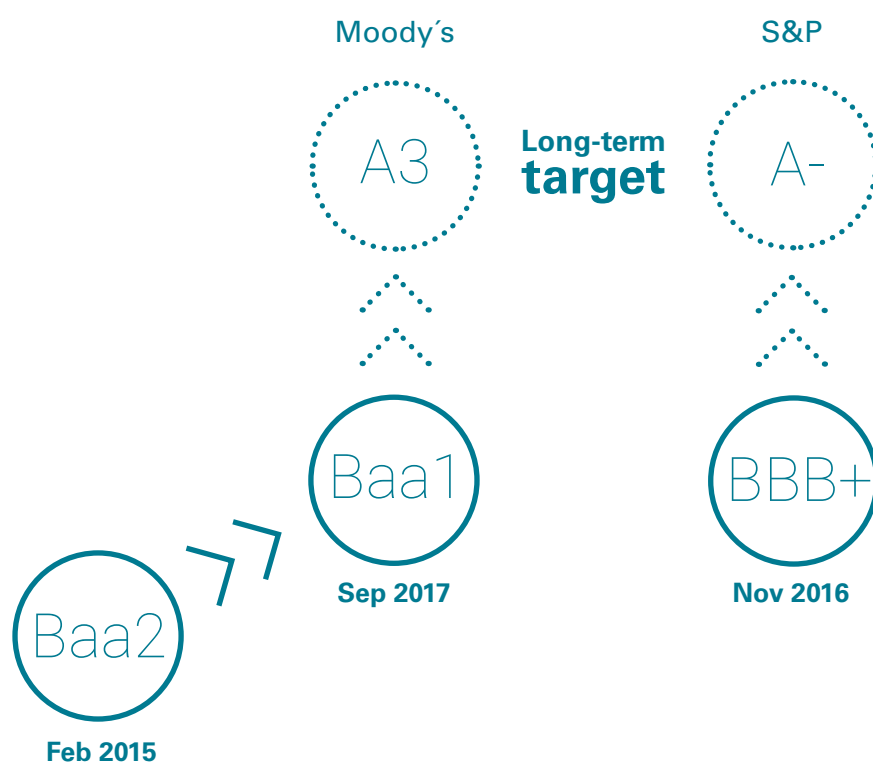 Moody´s
S&P
A3
Long-term
target
A-
Baa1
BBB+
Sep 2017
Nov 2016
Baa2
Feb 2015